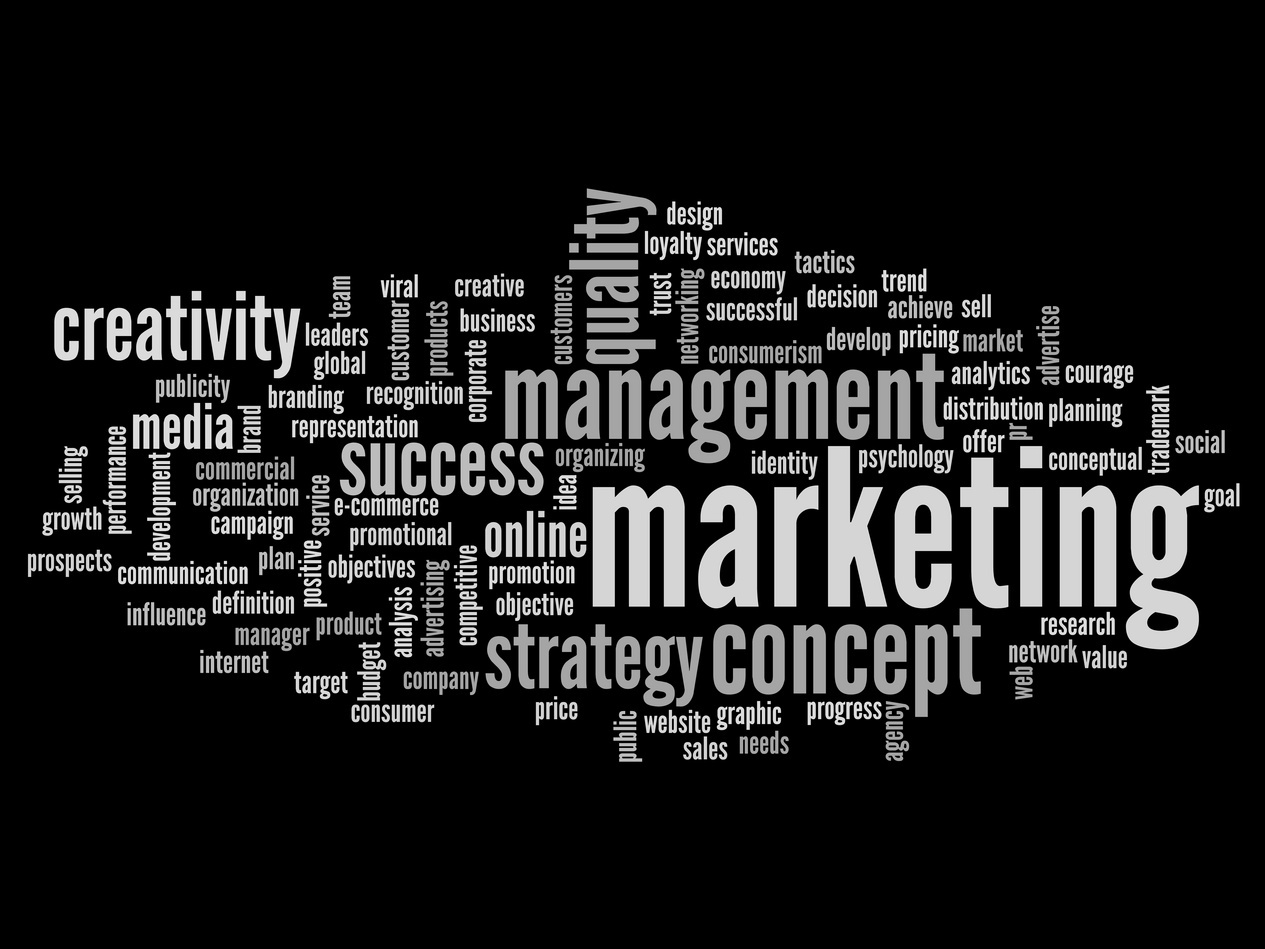 design
loyalty services
quality
economy
tactics
trust
networking
successful
decision
trend
achieve sell
team
viral
creative
customers
creativity
leaders
global
customer
products
business
corporate
consumerism
develop
pricing
market
advertise
publicity
branding
recognition
management
analytics
courage
distribution planning
media
brand
representation
success
organizing
identity
psychology
offer
pr
conceptual
trademark
social
selling
performance
development
commercial
organization
service
e-commerce
idea
marketing
goal
growth
campaign
promotional
online
prospects
communication
plan
positive
objectives
advertising
competitive
promotion
influence
definition
analysis
objective
manager
product
strategy
concept
research
internet
target
budget
company
network value
web
consumer
price
public
website
graphic
progress
agency
sales
needs